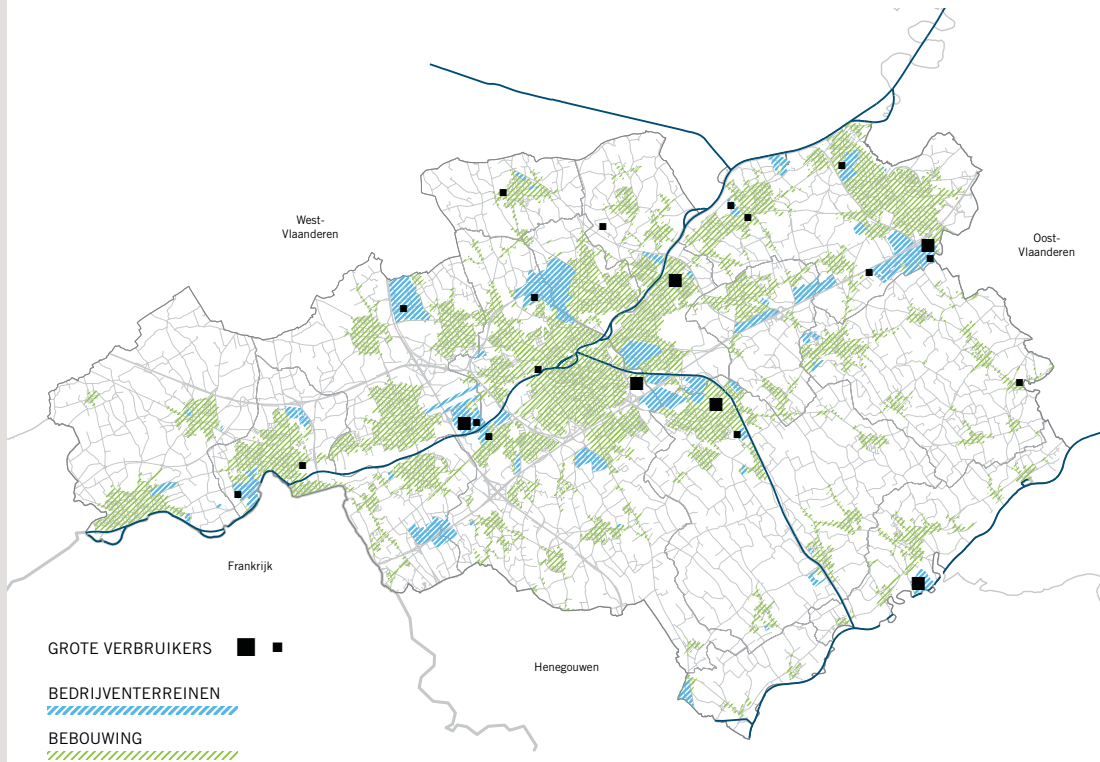 West-
Vlaanderen
Oost-
Vlaanderen
Frankrijk
Henegouwen
GROTE VERBRUIKERS
BEDRIJVENTERREINEN
BEBOUWING